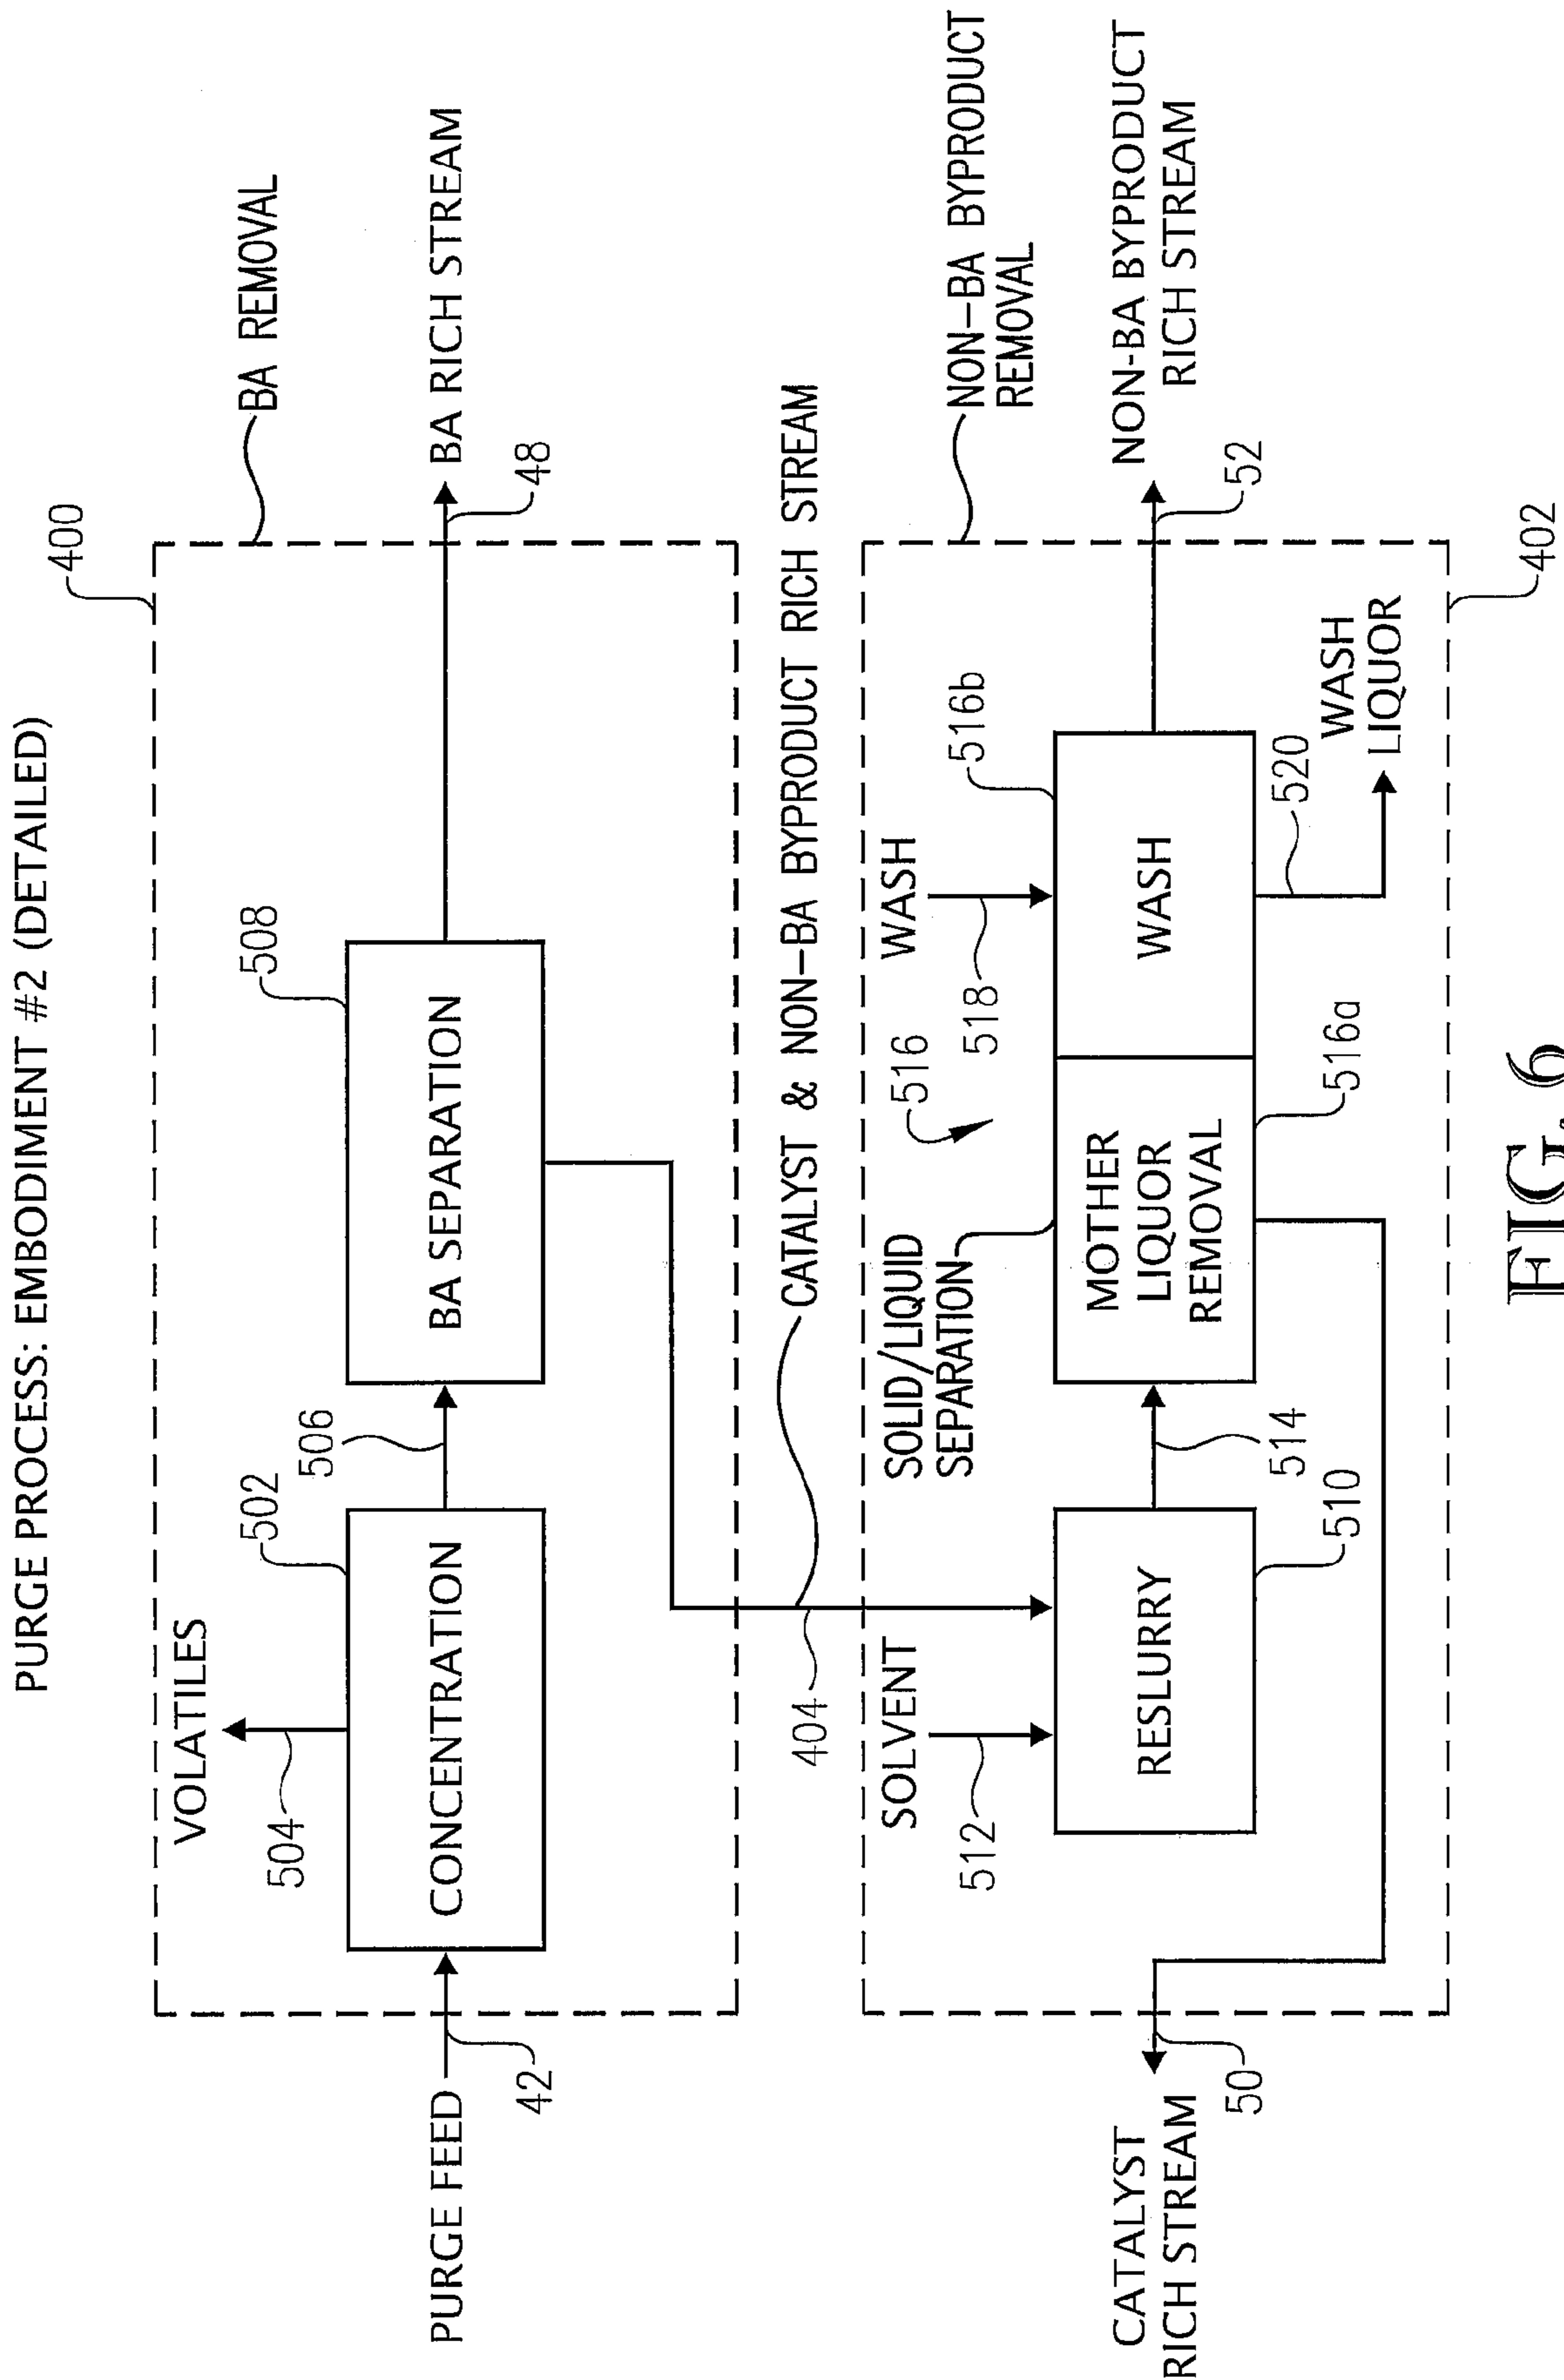 PURGE PROCESS: EMBODIMENT #2 (DETAILED)
400
BA REMOVAL
VOLATILES
504
502
506
508
PURGE FEED
42
CONCENTRATION
BA SEPARATION
48
BA RICH STREAM
CATALYST & NON-BA BYPRODUCT RICH STREAM
404
NON-BA BYPRODUCT
REMOVAL
SOLVENT
512
SOLID/LIQUID
SEPARATION
516
WASH
518
516b
CATALYST
RICH STREAM
50
RESLURRY
510
514
MOTHER
LIQUOR
REMOVAL
516a
WASH
520
WASH
LIQUOR
52
NON-BA BYPRODUCT
RICH STREAM
402
FIG. 6